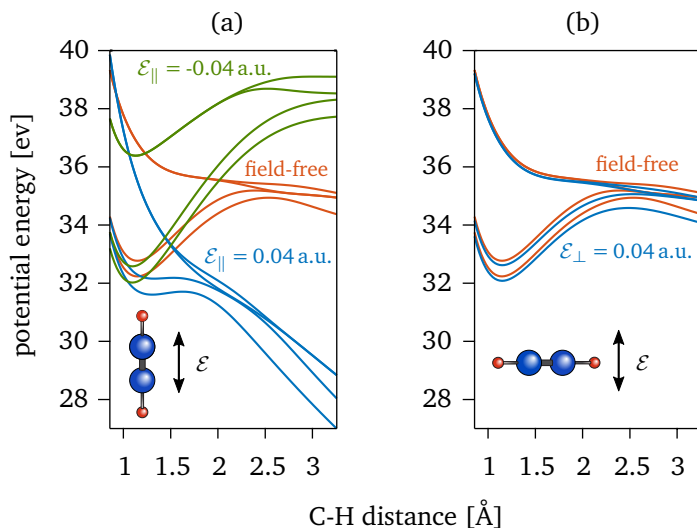 (a)
(b)
potential energy [ev]
40
38
36
34
32
30
28
ℰ∥ = -0.04 a.u.
field-free
ℰ∥ = 0.04 a.u.
ℰ
1
1.5
2
2.5
3
40
38
36
34
32
30
28
field-free
ℰ⊥ = 0.04 a.u.
ℰ
1
1.5
2
2.5
3
C-H distance [Å]